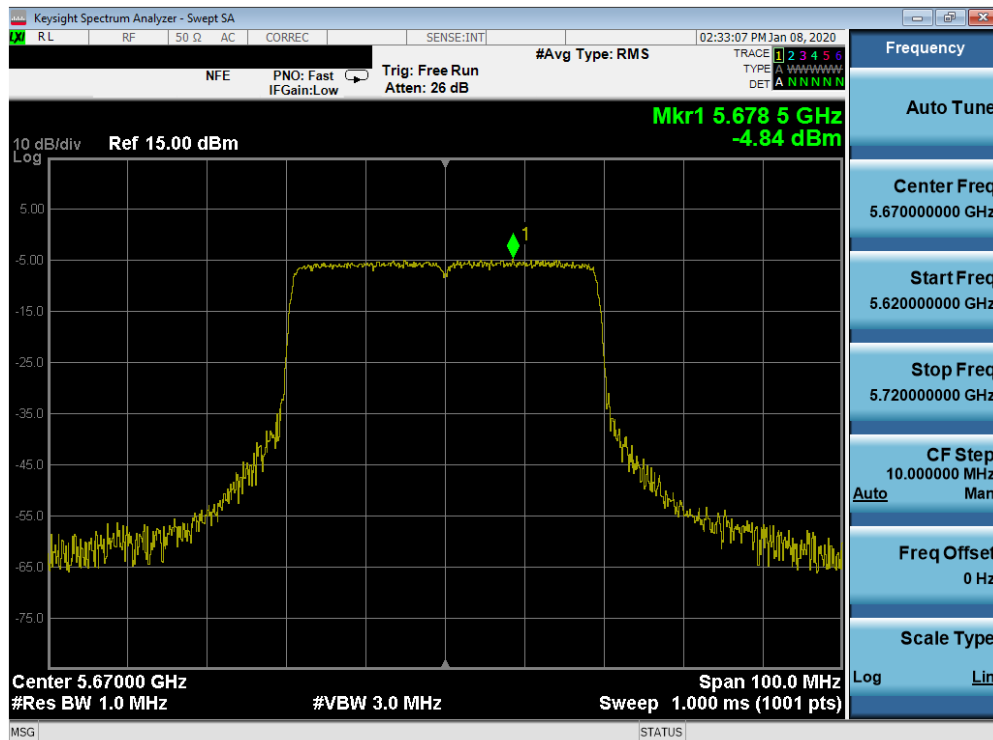 Keysight Spectrum Analyzer - Swept SA
LXI RL RF 50 Ω AC CORREC SENSE:INT 02:33:07 PM Jan 08, 2020
#Avg Type: RMS
TRACE 1 2 3 4 5 6
TYPE A WWWWW
DET A N N N N N
NFE
PNO: Fast
IFGain:Low
Trig: Free Run
Atten: 26 dB
Mkr1 5.678 5 GHz
-4.84 dBm
10 dB/div Ref 15.00 dBm
Log
1
5.00
-5.00
-15.0
-25.0
-35.0
-45.0
-55.0
-65.0
-75.0
Center 5.67000 GHz Span 100.0 MHz
#Res BW 1.0 MHz #VBW 3.0 MHz Sweep 1.000 ms (1001 pts)
MSG STATUS
Frequency
Auto Tune
Center Freq
5.670000000 GHz
Start Freq
5.620000000 GHz
Stop Freq
5.720000000 GHz
CF Step
10.000000 MHz
Auto Man
Freq Offset
0 Hz
Scale Type
Log Lin